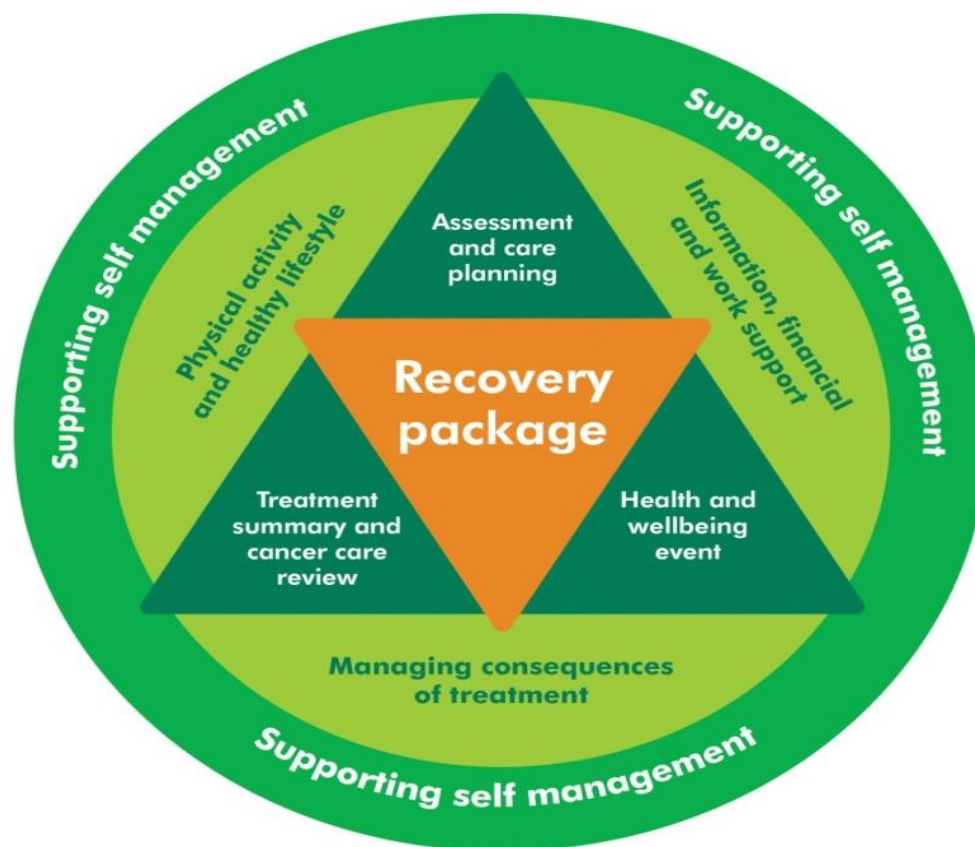 Supporting self management
Supporting self management
Physical activity
and healthy lifestyle
Assessment
and care
planning
Information, financial
and work support
Recovery
package
Treatment
summary and
cancer care
review
Health and
wellbeing
event
Managing consequences
of treatment
Supporting self management